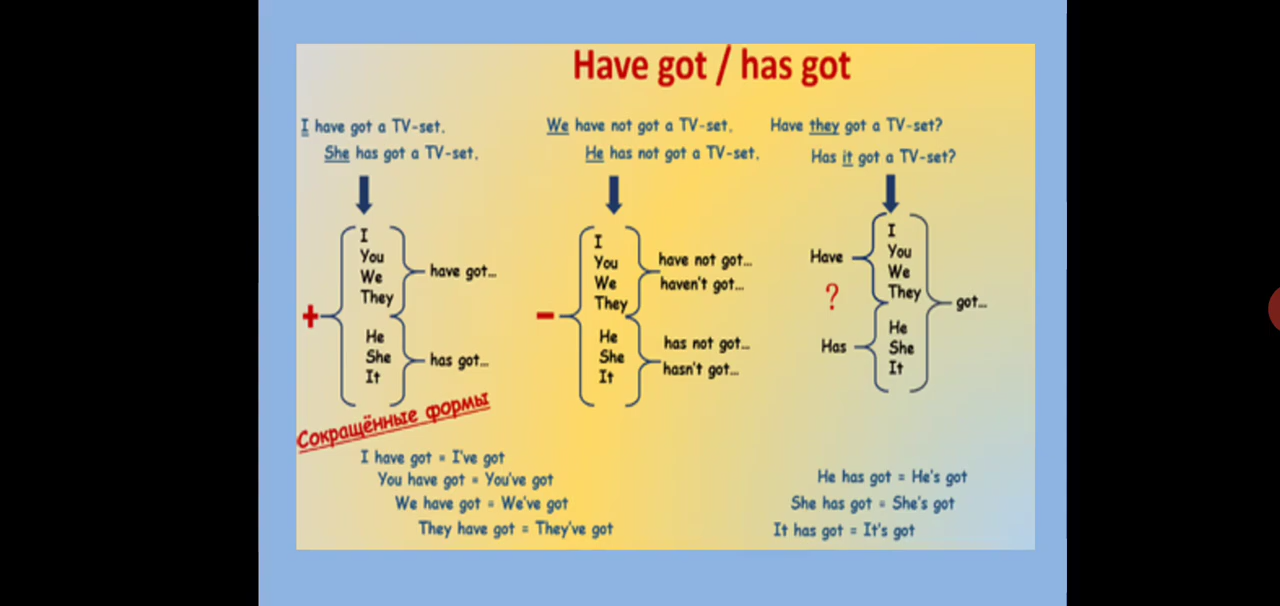 Have got / has got
I have got a TV-set.
She has got a TV-set.
We have not got a TV-set.
He has not got a TV-set.
Have they got a TV-set?
Has it got a TV-set?
+
I
You
We
They
have got...
He
She
It
has got...
-
I
You
We
They
have not got...
haven't got...
He
She
It
has not got...
hasn't got...
Have
?
Has
I
You
We
They
He
She
It
got...
Сокращённые формы
I have got = I've got
You have got = You've got
We have got = We've got
They have got = They've got
He has got = He's got
She has got = She's got
It has got = It's got